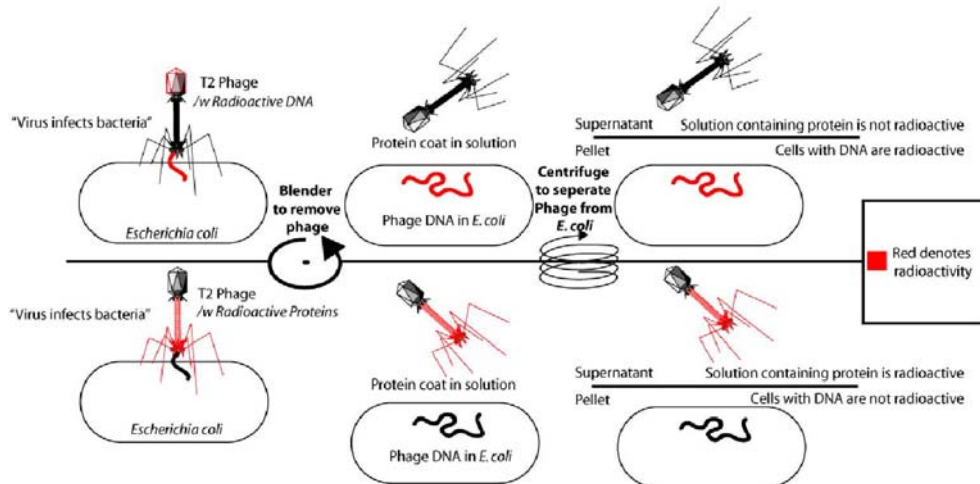 T2 Phage
/w Radioactive DNA
"Virus infects bacteria"
Escherichia coli
Blender
to remove
phage
Protein coat in solution
Phage DNA in E. coli
Centrifuge
to seperate
Phage from
E. coli
Supernatant Solution containing protein is not radioactive
Pellet Cells with DNA are radioactive
Red denotes
radioactivity
T2 Phage
/w Radioactive Proteins
"Virus infects bacteria"
Escherichia coli
Protein coat in solution
Phage DNA in E. coli
Supernatant Solution containing protein is radioactive
Pellet Cells with DNA are not radioactive